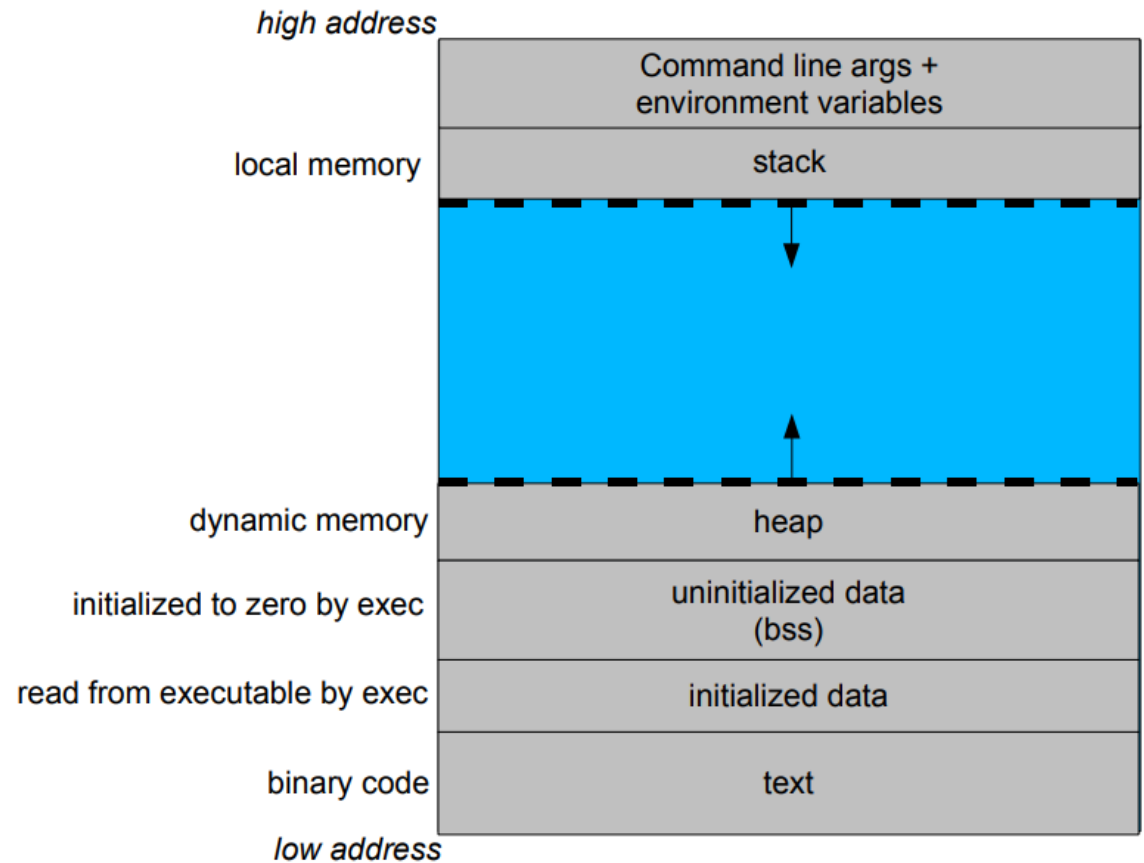 high address
Command line args +
environment variables
local memory
stack
dynamic memory
heap
initialized to zero by exec
uninitialized data
(bss)
read from executable by exec
initialized data
binary code
text
low address